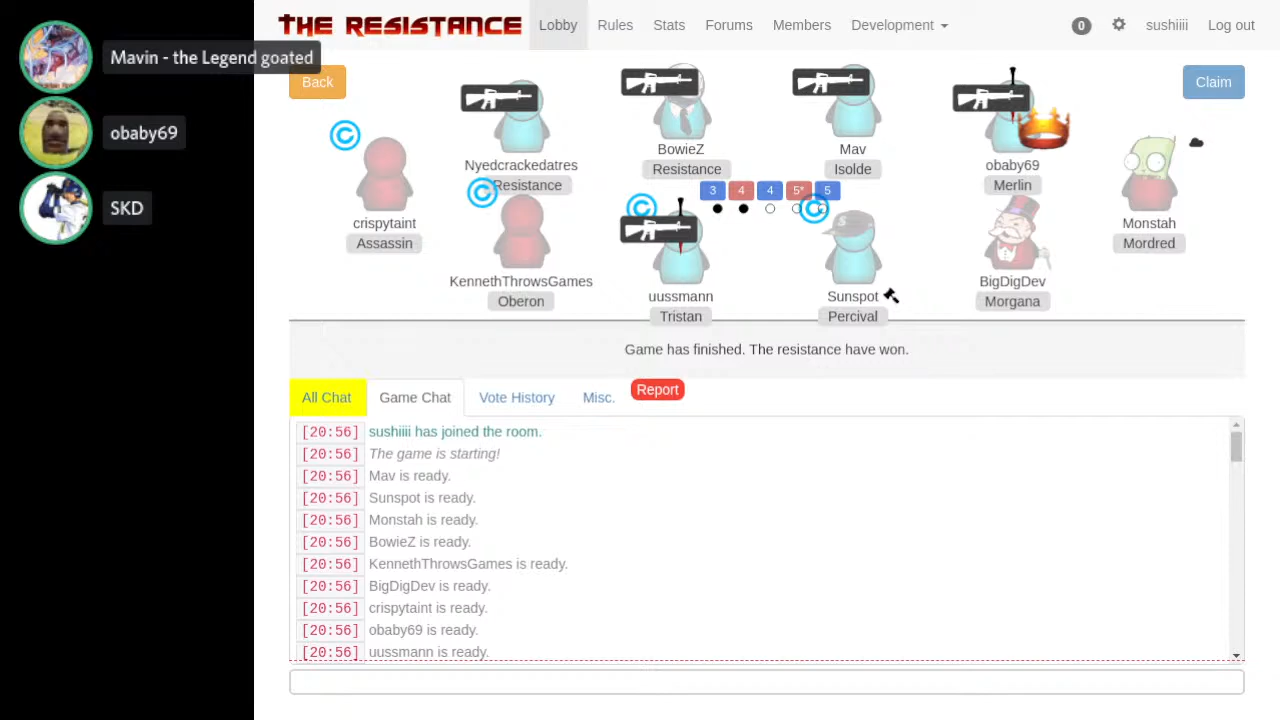 Mavin - the Legend goated
obaby69
SKD
THE RESISTANCE
Lobby Rules Stats Forums Members Development 0 sushiiii Log out
Back
Claim
Nyedcrackedatres
Resistance
BowieZ
Resistance
Mav
Isolde
obaby69
Merlin
crispytaint
Assassin
Monstah
Mordred
3 4 4 5* 5
KennethThrowsGames
Oberon
uussmann
Tristan
Sunspot
Percival
BigDigDev
Morgana
Game has finished. The resistance have won.
All Chat Game Chat Vote History Misc. Report
[20:56] sushiiii has joined the room.
[20:56] The game is starting!
[20:56] Mav is ready.
[20:56] Sunspot is ready.
[20:56] Monstah is ready.
[20:56] BowieZ is ready.
[20:56] KennethThrowsGames is ready.
[20:56] BigDigDev is ready.
[20:56] crispytaint is ready.
[20:56] obaby69 is ready.
[20:56] uussmann is ready.